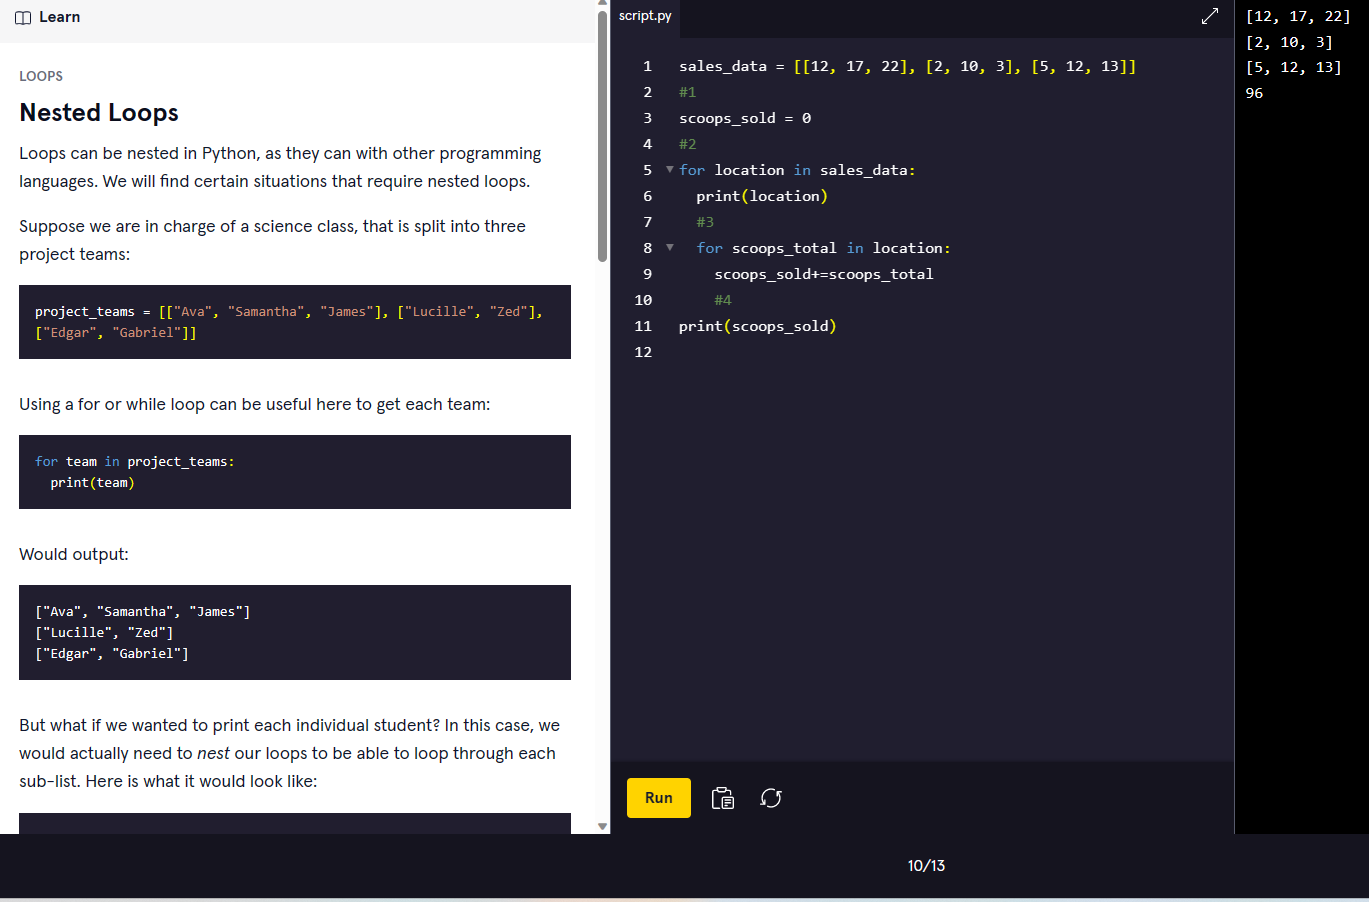 Learn
LOOPS
Nested Loops
Loops can be nested in Python, as they can with other programming
languages. We will find certain situations that require nested loops.
Suppose we are in charge of a science class, that is split into three
project teams:
project_teams = [["Ava", "Samantha", "James"], ["Lucille", "Zed"],
["Edgar", "Gabriel"]]
Using a for or while loop can be useful here to get each team:
for team in project_teams:
  print(team)
Would output:
["Ava", "Samantha", "James"]
["Lucille", "Zed"]
["Edgar", "Gabriel"]
But what if we wanted to print each individual student? In this case, we
would actually need to nest our loops to be able to loop through each
sub-list. Here is what it would look like:
script.py
1 sales_data = [[12, 17, 22], [2, 10, 3], [5, 12, 13]]
2 #1
3 scoops_sold = 0
4 #2
5 for location in sales_data:
6   print(location)
7   #3
8   for scoops_total in location:
9     scoops_sold+=scoops_total
10     #4
11 print(scoops_sold)
12
Run
[12, 17, 22]
[2, 10, 3]
[5, 12, 13]
96
10/13